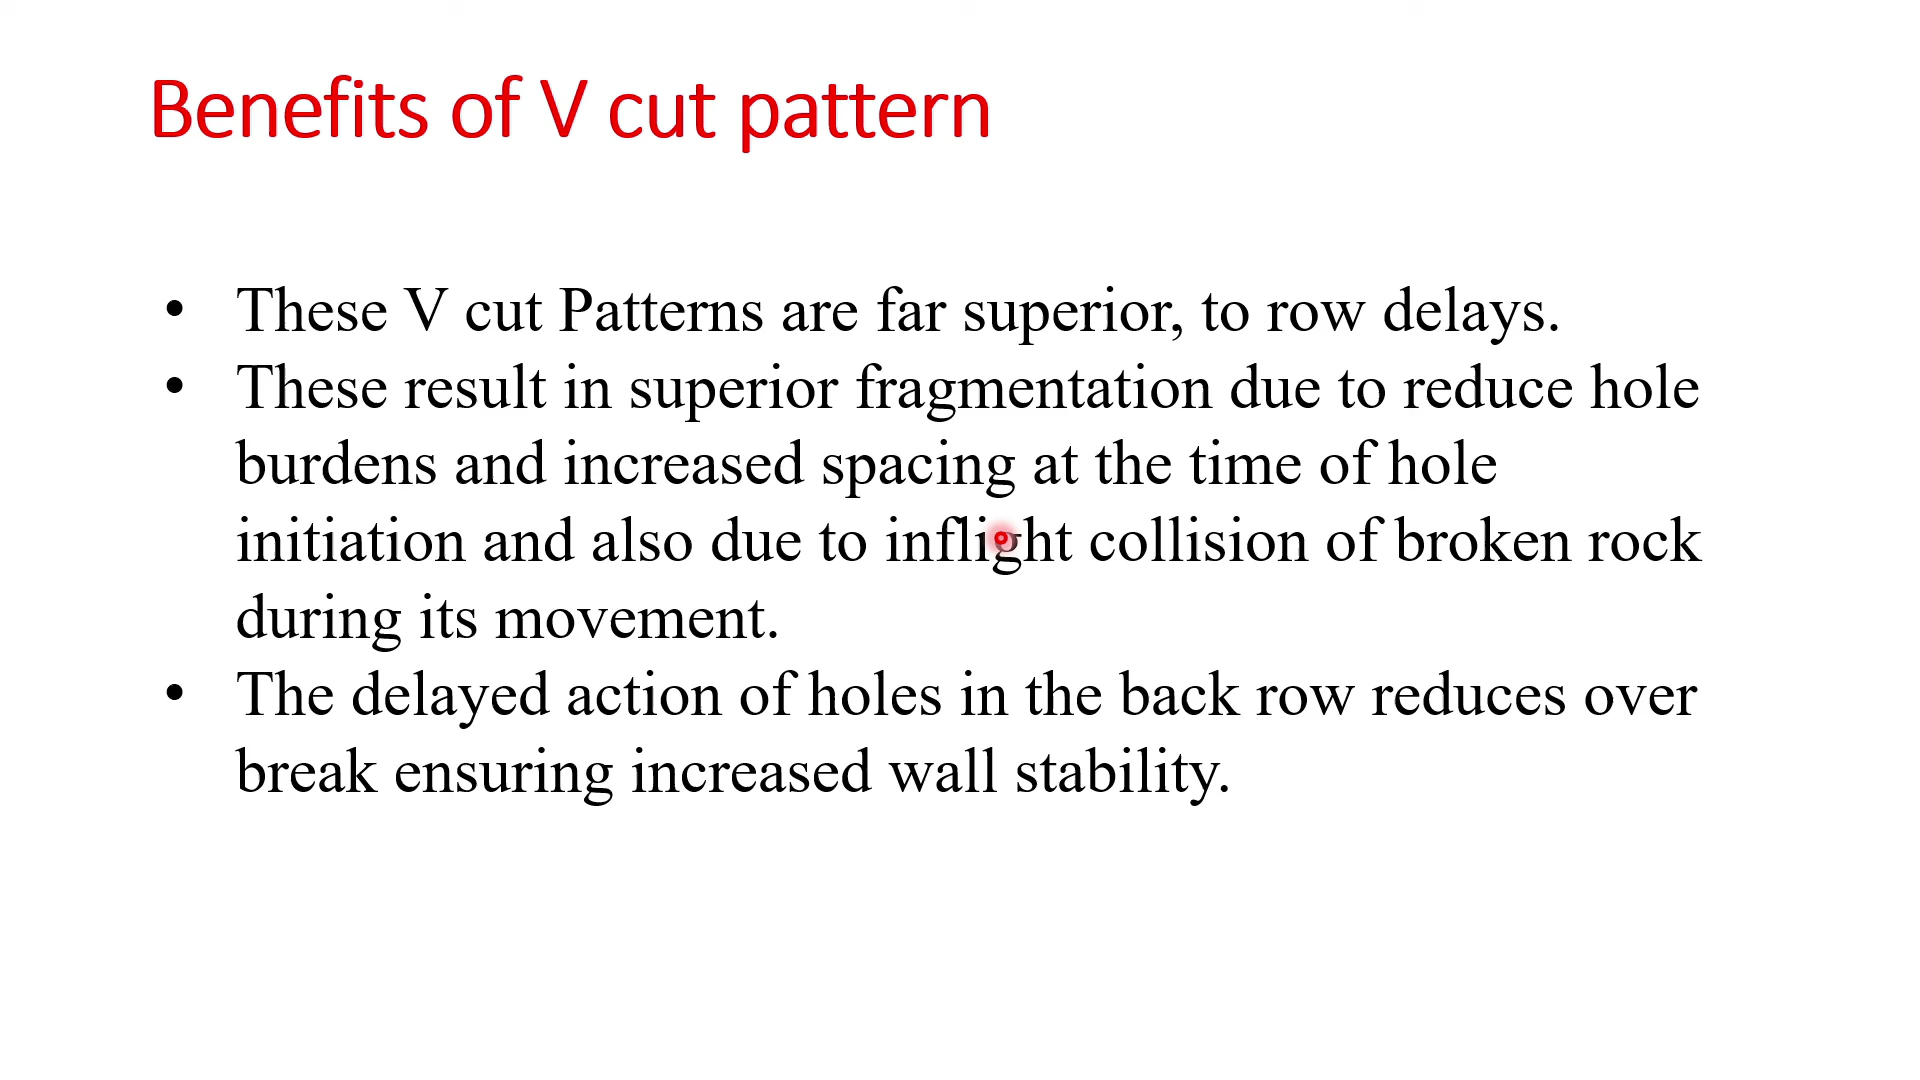 Benefits of V cut pattern
• These V cut Patterns are far superior, to row delays.
• These result in superior fragmentation due to reduce hole
burdens and increased spacing at the time of hole
initiation and also due to inflight collision of broken rock
during its movement.
• The delayed action of holes in the back row reduces over
break ensuring increased wall stability.